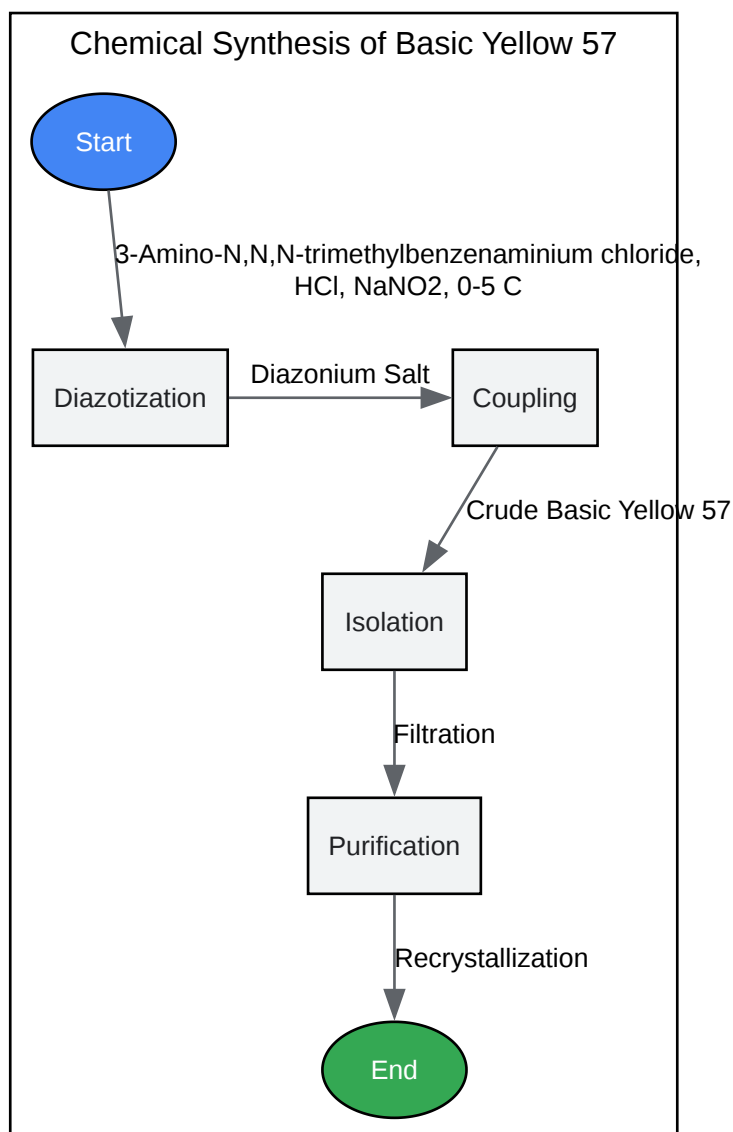 Chemical Synthesis of Basic Yellow 57
Start
3-Amino-N,N,N-trimethylbenzenaminium chloride,
HCl, NaNO2, 0-5 C
Diazotization
Diazonium Salt
Coupling
Crude Basic Yellow 57
Isolation
Filtration
Purification
Recrystallization
End